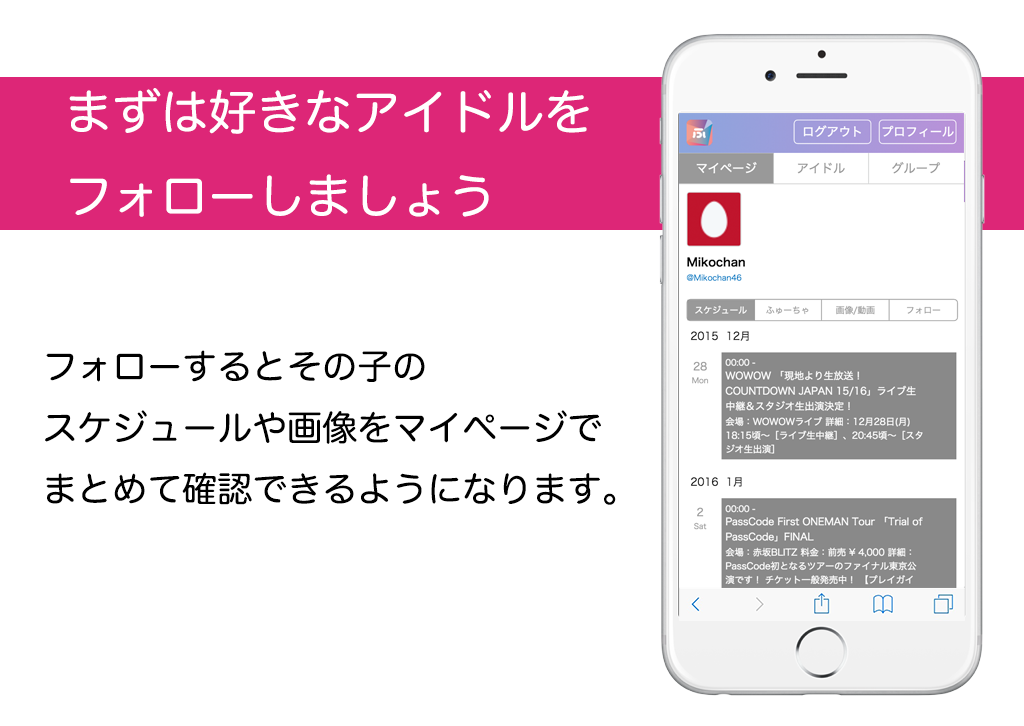 まずは好きなアイドルを
フォローしましょう
フォローするとその子の
スケジュールや画像をマイページで
まとめて確認できるようになります。
ふい
ログアウト プロフィール
マイページ アイドル グループ
Mikochan
@Mikochan46
スケジュール ふゅーちゃ 画像/動画 フォロー
2015 12月
28
Mon
00:00 -
WOWOW 「現地より生放送！
COUNTDOWN JAPAN 15/16」ライブ生
中継＆スタジオ生出演決定！
会場：WOWOWライブ 詳細：12月28日(月)
18:15頃〜［ライブ生中継］、20:45頃〜［スタ
ジオ生出演］
2016 1月
2
Sat
00:00 -
PassCode First ONEMAN Tour 「Trial of
PassCode」FINAL
会場：赤坂BLITZ 料金：前売 ¥ 4,000 詳細：
PassCode初となるツアーのファイナル東京公
演です！ チケット一般発売中！ 【プレイガイ